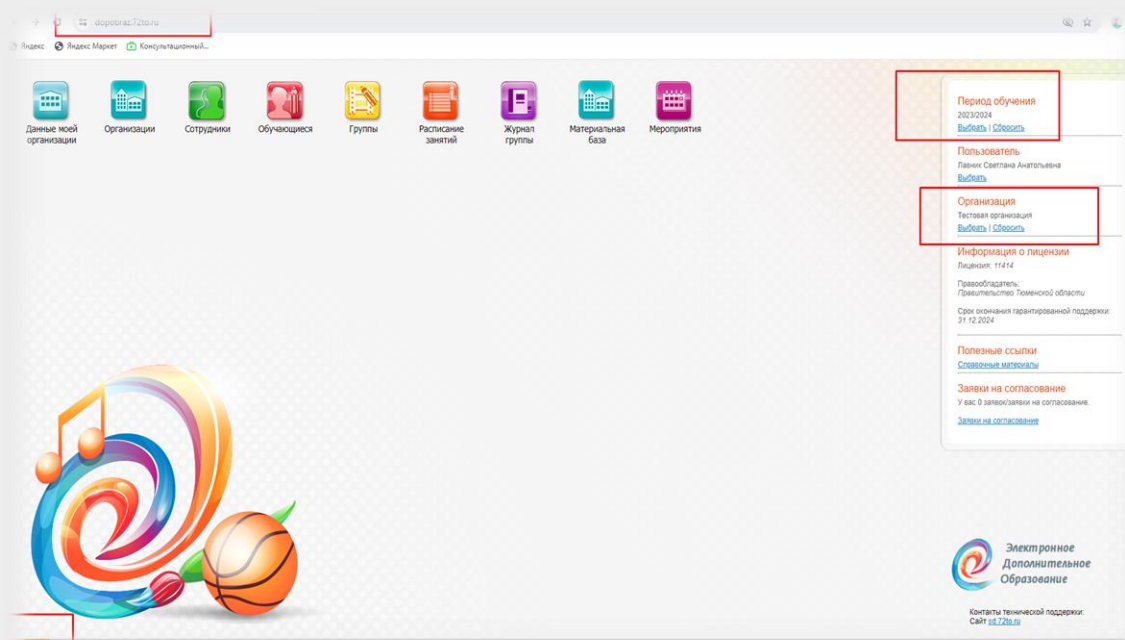 dopobraz.72to.ru
Яндекс Яндекс Маркет Консультационный...
Данные моей организации
Организации
Сотрудники
Обучающиеся
Группы
Расписание занятий
Журнал группы
Материальная база
Мероприятия
Период обучения
2023/2024
Выбрать | Сбросить
Пользователь
Лавник Светлана Анатольевна
Выбрать
Организация
Тестовая организация
Выбрать | Сбросить
Информация о лицензии
Лицензия: 11414
Правообладатель:
Правительство Тюменской области
Срок окончания гарантированной поддержки:
31.12.2024
Полезные ссылки
Справочные материалы
Заявки на согласование
У вас 0 заявок/заявки на согласование.
Заявки на согласование
Электронное
Дополнительное
Образование
Контакты технической поддержки:
Сайт sd.72to.ru